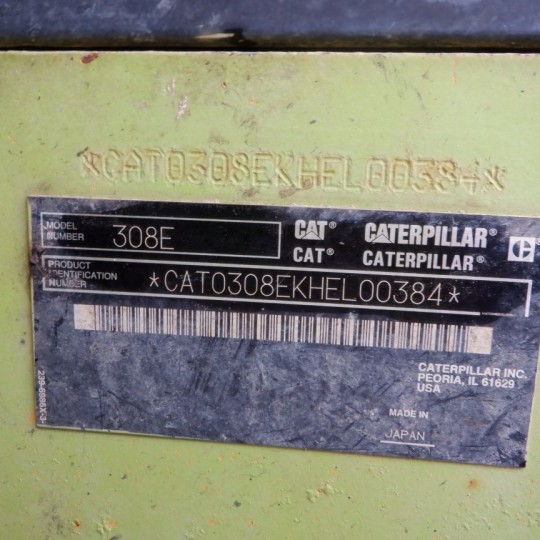 *CAT0308EKHEL00384*
MODEL NUMBER 308E
CAT® CATERPILLAR®
CAT® CATERPILLAR®
PRODUCT IDENTIFICATION NUMBER *CAT0308EKHEL00384*
CATERPILLAR INC.
PEORIA, IL 61629
USA
MADE IN
JAPAN